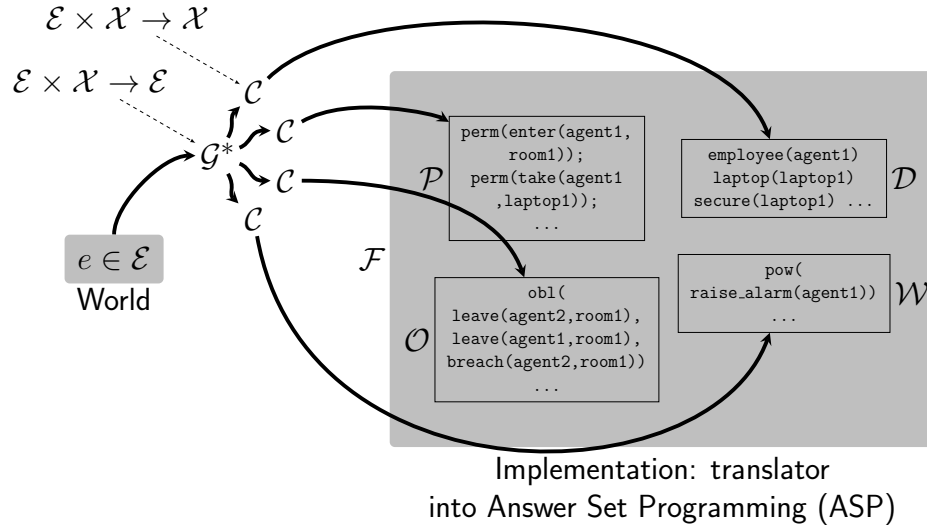 ℰ × 𝒳 → 𝒳
ℰ × 𝒳 → ℰ
𝒞
𝒞
𝒢*
𝒞
𝒞
e ∈ ℰ
World
ℱ
𝒫
perm(enter(agent1,
room1));
perm(take(agent1
,laptop1));
...
employee(agent1)
laptop(laptop1)
secure(laptop1) ...
𝒟
𝒪
obl(
leave(agent2,room1),
leave(agent1,room1),
breach(agent2,room1))
...
pow(
raise_alarm(agent1))
...
𝒲
Implementation: translator
into Answer Set Programming (ASP)